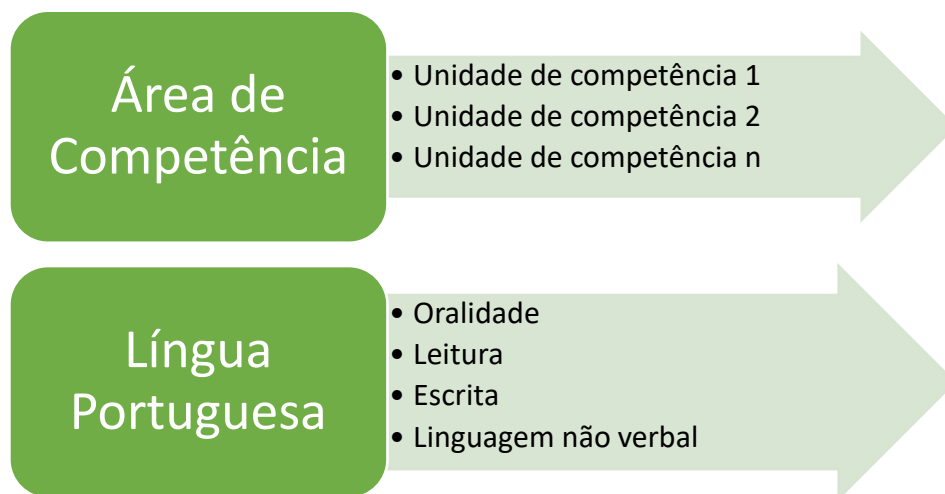 Área de
Competência
• Unidade de competência 1
• Unidade de competência 2
• Unidade de competência n
Língua
Portuguesa
• Oralidade
• Leitura
• Escrita
• Linguagem não verbal